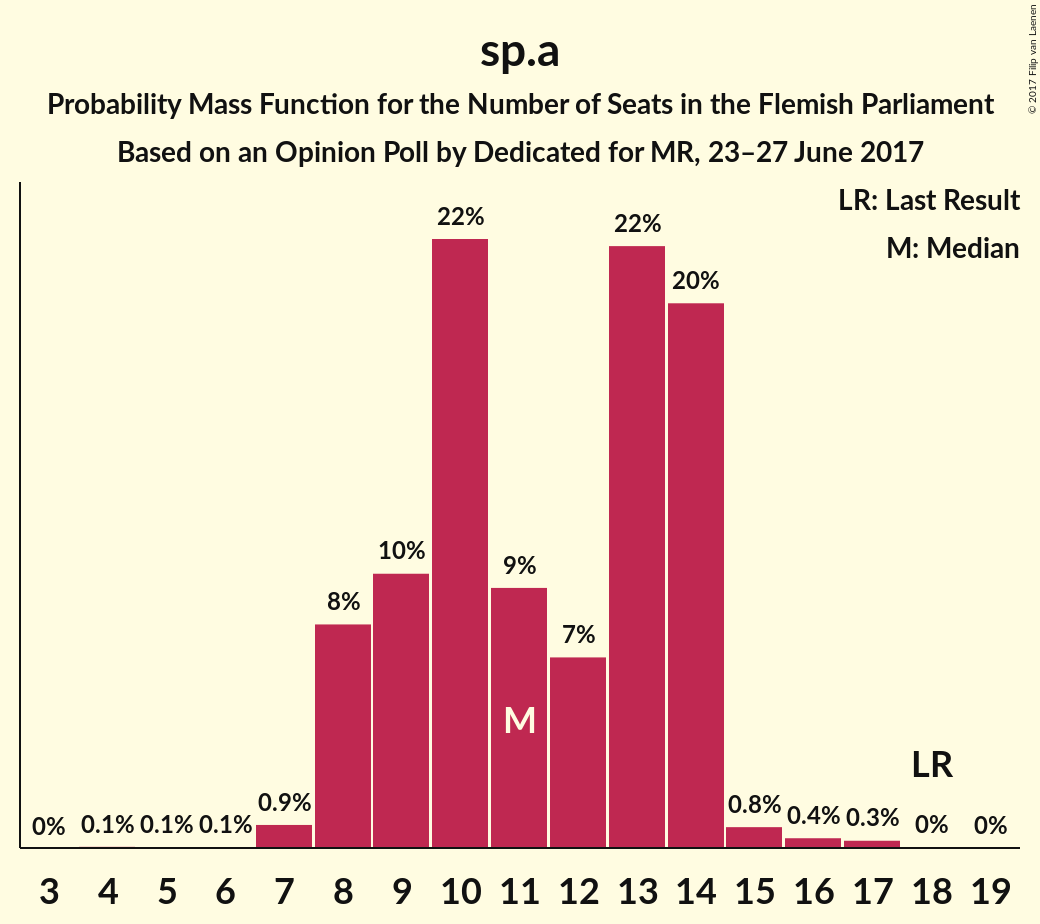 sp.a
Probability Mass Function for the Number of Seats in the Flemish Parliament
Based on an Opinion Poll by Dedicated for MR, 23–27 June 2017
© 2017 Filip van Laenen
LR: Last Result
M: Median
0%
0.1%
0.1%
0.1%
0.9%
8%
10%
22%
9%
7%
22%
20%
0.8%
0.4%
0.3%
0%
0%
M
LR
3 4 5 6 7 8 9 10 11 12 13 14 15 16 17 18 19